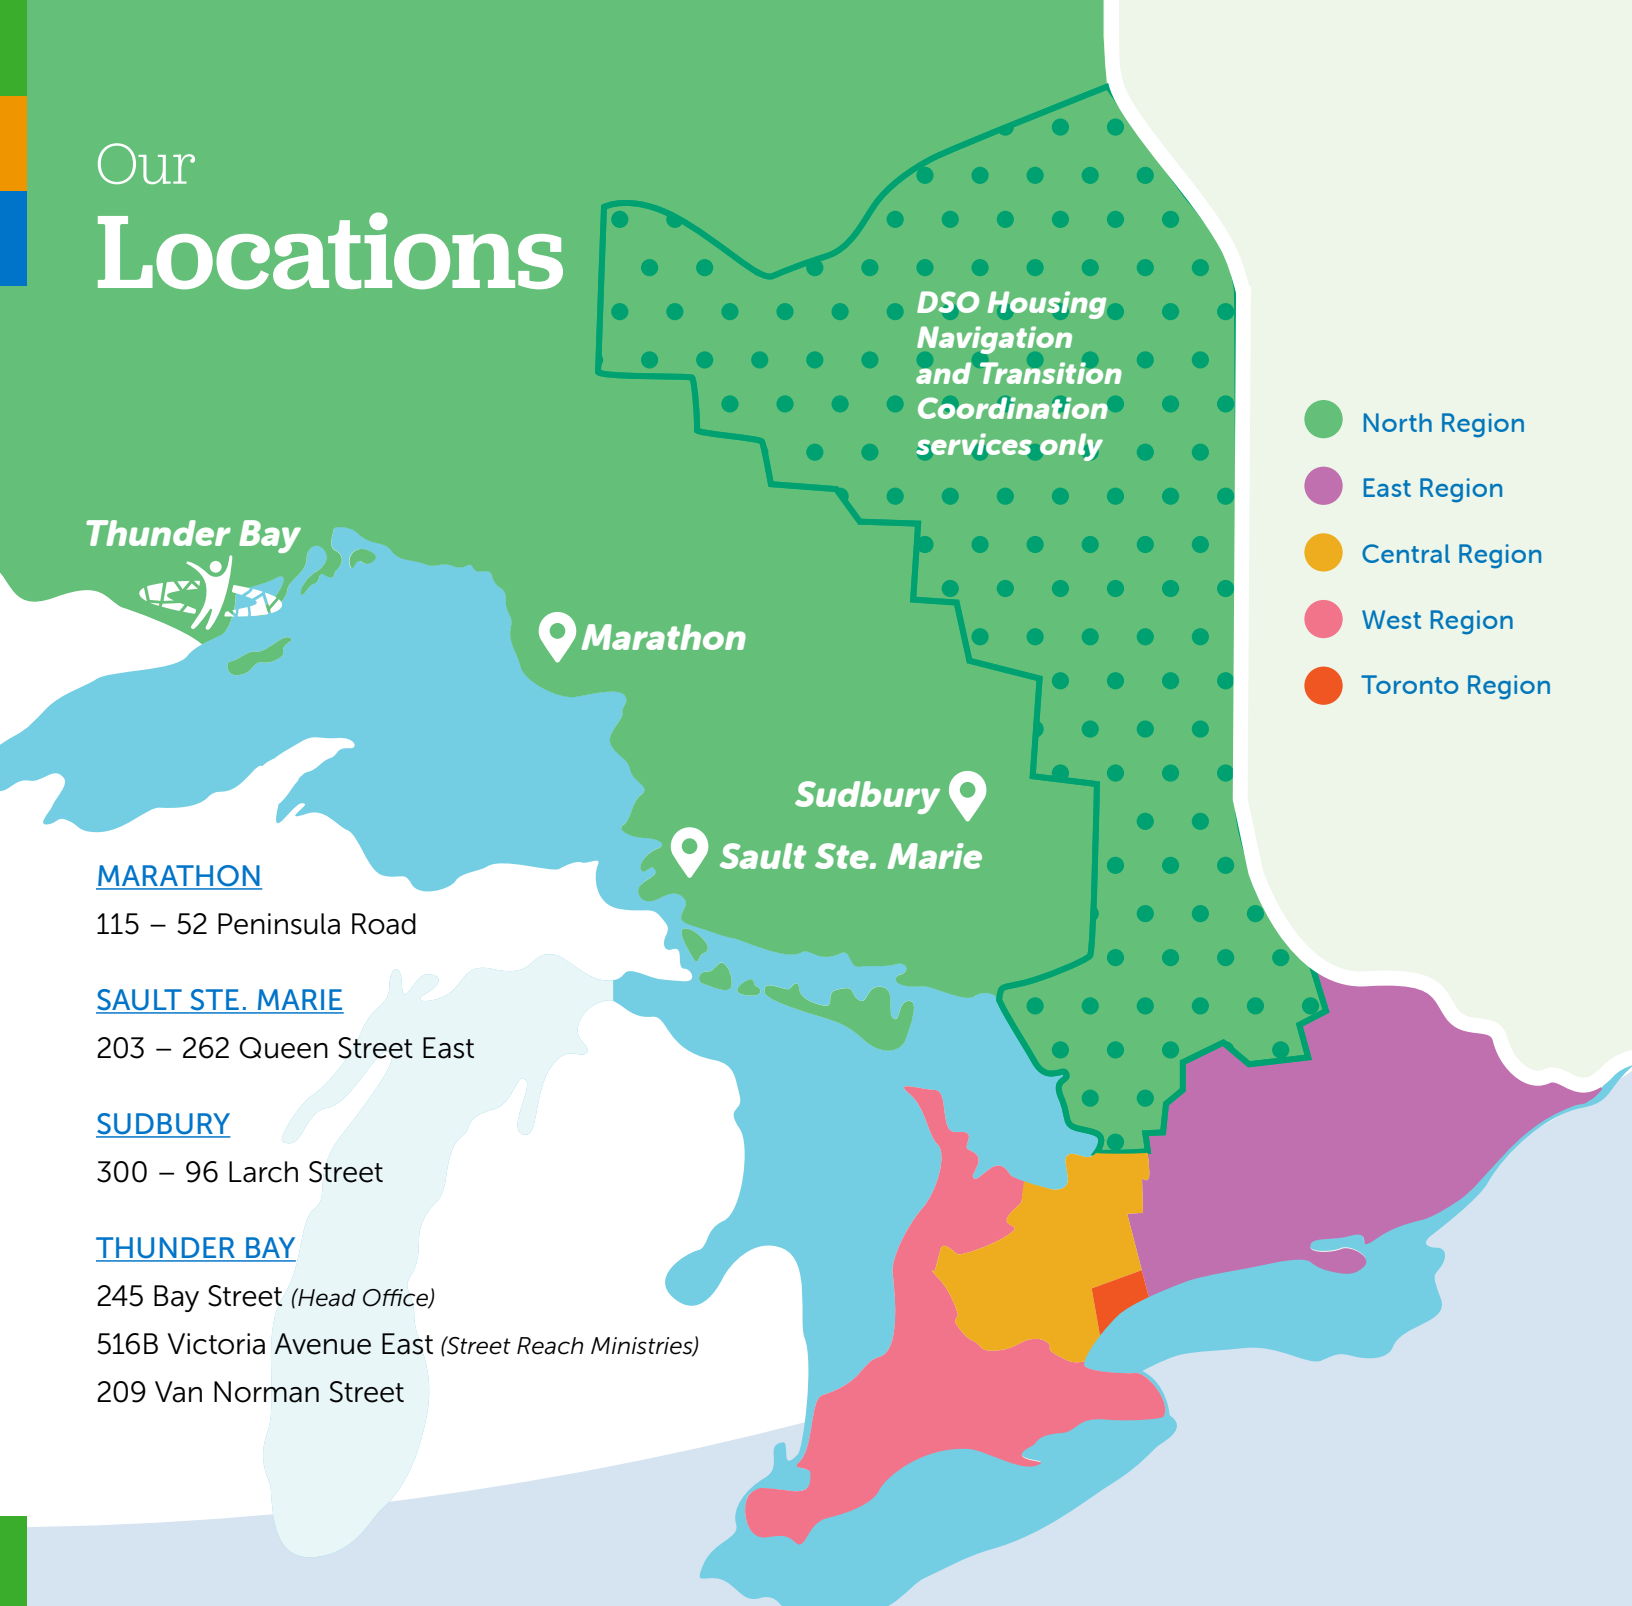 Our
Locations
DSO Housing
Navigation
and Transition
Coordination
services only
North Region
East Region
Central Region
West Region
Toronto Region
Thunder Bay
Marathon
Sudbury
Sault Ste. Marie
MARATHON
115 – 52 Peninsula Road
SAULT STE. MARIE
203 – 262 Queen Street East
SUDBURY
300 – 96 Larch Street
THUNDER BAY
245 Bay Street (Head Office)
516B Victoria Avenue East (Street Reach Ministries)
209 Van Norman Street